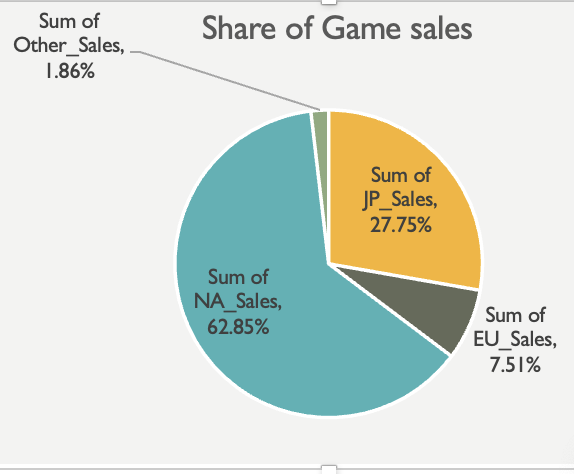 Share of Game sales
Sum of
Other_Sales,
1.86%
Sum of
JP_Sales,
27.75%
Sum of
NA_Sales,
62.85%
Sum of
EU_Sales,
7.51%